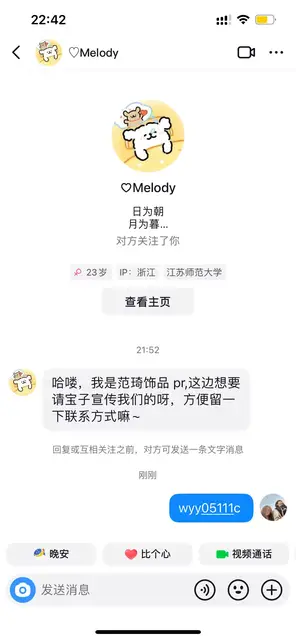 22:42
♡Melody
♡Melody
日为朝
月为暮...
对方关注了你
23岁
IP：浙江
江苏师范大学
查看主页
21:52
哈喽，我是范琦饰品 pr,这边想要
请宝子宣传我们的呀，方便留一
下联系方式嘛～
回复或互相关注之前，对方可发送一条文字消息
刚刚
wyy05111c
晚安
比个心
视频通话
发送消息